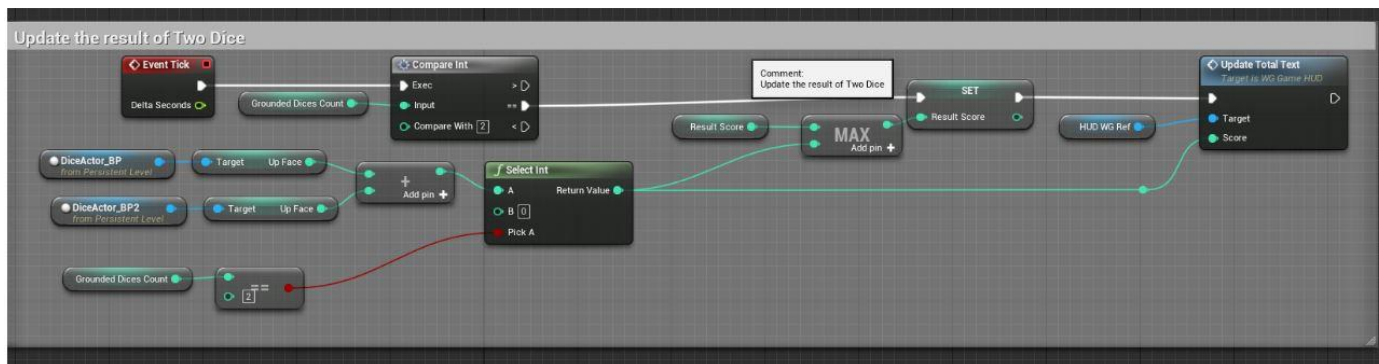 Update the result of Two Dice
Event Tick
Delta Seconds
Grounded Dices Count
Compare Int
Exec
>
Input
==
Compare With 2
<
Comment:
Update the result of Two Dice
SET
Result Score
Result Score
MAX
Add pin +
HUD WG Ref
Update Total Text
Target is WG Game HUD
Target
Score
DiceActor_BP
from Persistent Level
Target Up Face
DiceActor_BP2
from Persistent Level
Target Up Face
+
Add pin +
f Select Int
A Return Value
B 0
Pick A
Grounded Dices Count
==
2